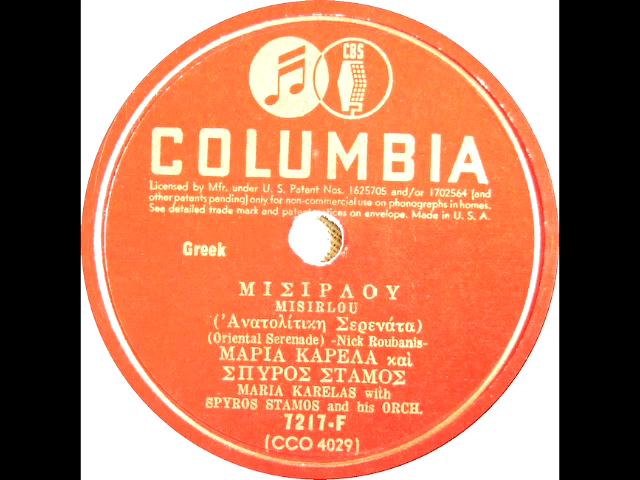 CBS
COLUMBIA
Licensed by Mfr. under U. S. Patent Nos. 1625705 and/or 1702564 (and
other patents pending) only for non-commercial use on phonographs in homes.
See detailed trade mark and patent notices on envelope. Made in U. S. A.
Greek
ΜΙΣΙΡΛΟΥ
MISIRLOU
('Ανατολίτικη Σερενάτα)
(Oriental Serenade) -Nick Roubanis-
ΜΑΡΙΑ ΚΑΡΕΛΑ καὶ
ΣΠΥΡΟΣ ΣΤΑΜΟΣ
MARIA KARELAS with
SPYROS STAMOS and his ORCH.
7217-F
(CCO 4029)